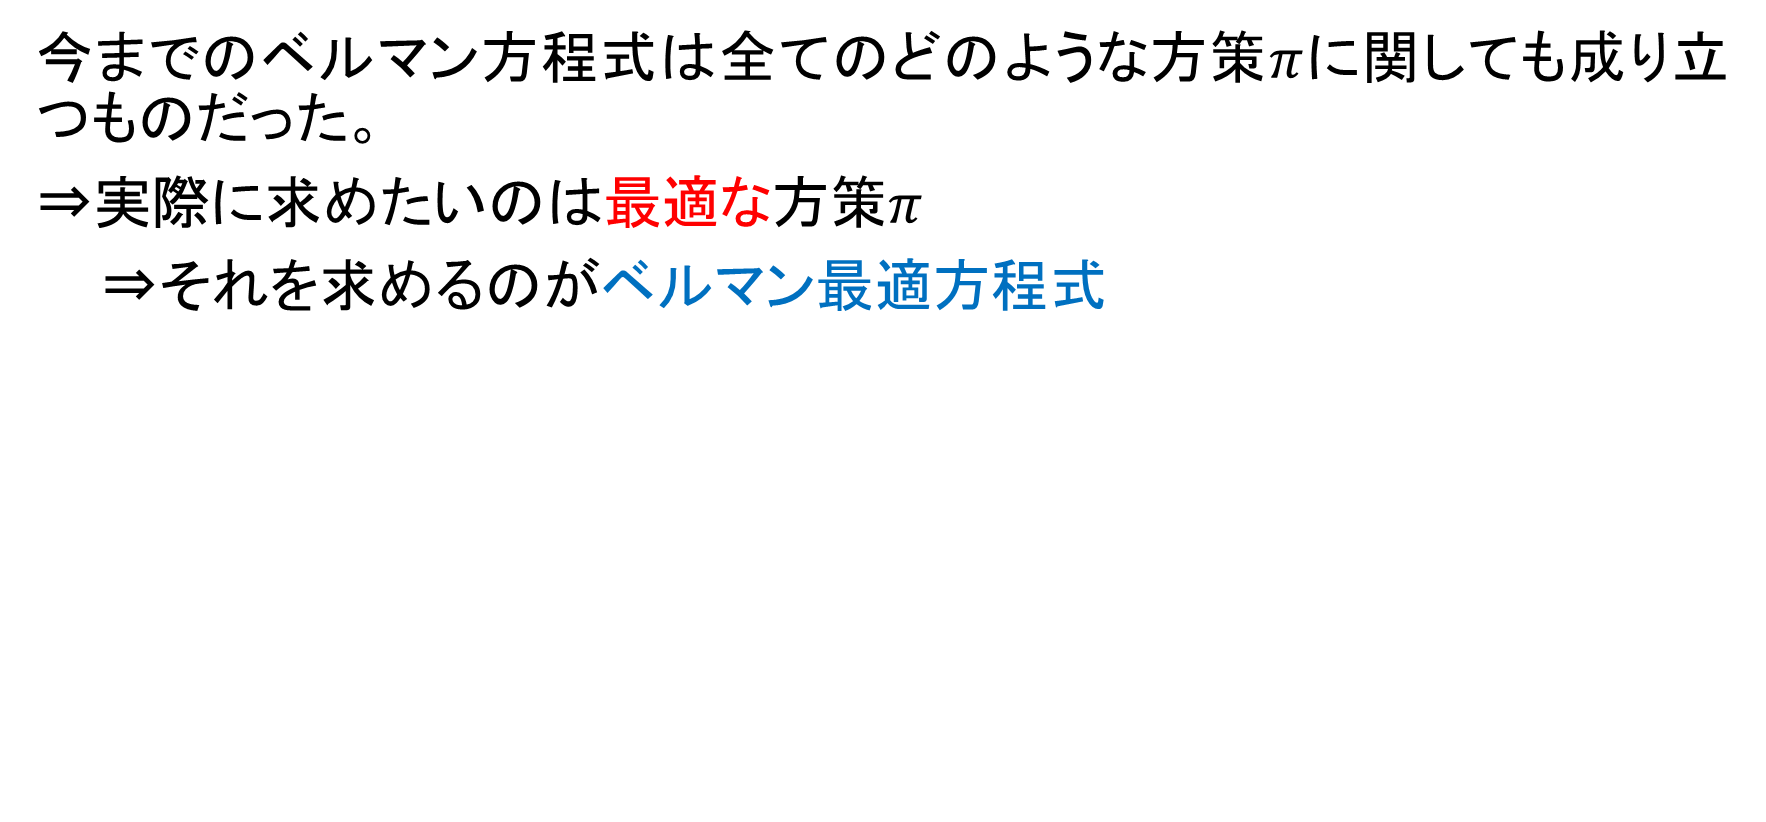 今までのベルマン方程式は全てのどのような方策πに関しても成り立
つものだった。
⇒実際に求めたいのは最適な方策π
⇒それを求めるのがベルマン最適方程式